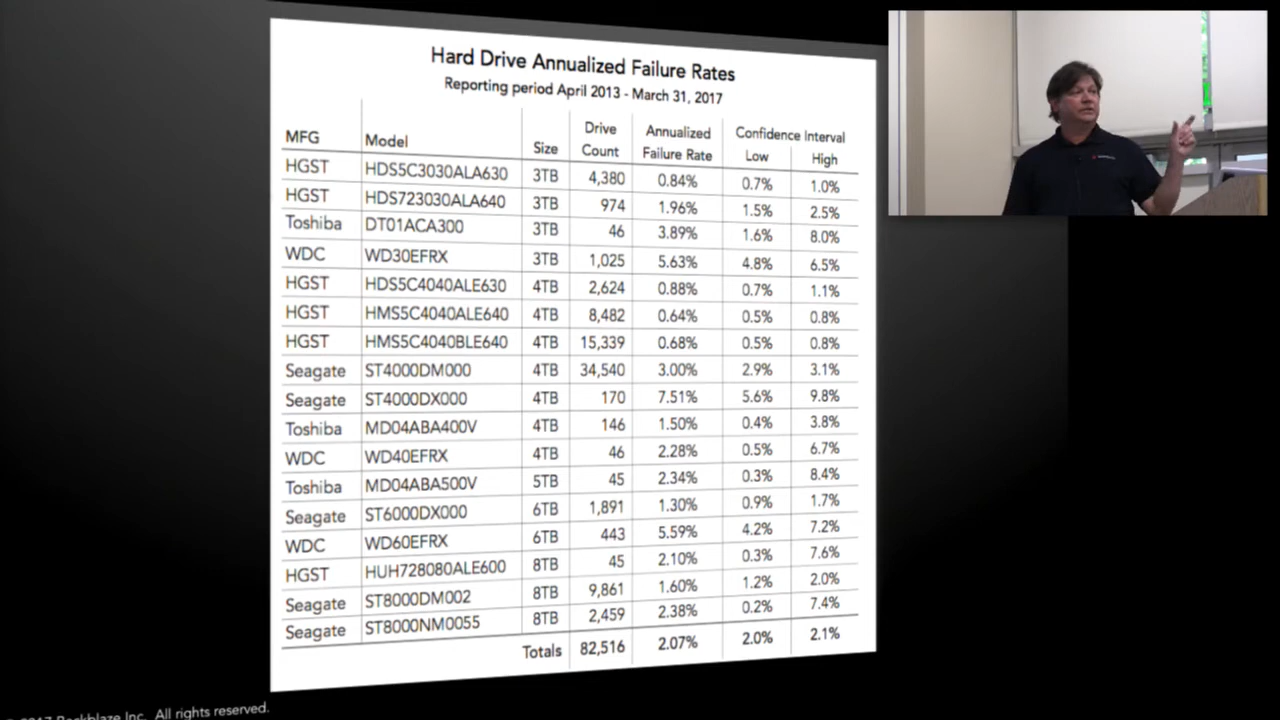 Hard Drive Annualized Failure Rates
Reporting period April 2013 - March 31, 2017
MFG Model Size Drive Count Annualized Failure Rate Confidence Interval Low High
HGST HDS5C3030ALA630 3TB 4,380 0.84% 0.7% 1.0%
HGST HDS723030ALA640 3TB 974 1.96% 1.5% 2.5%
Toshiba DT01ACA300 3TB 46 3.89% 1.6% 8.0%
WDC WD30EFRX 3TB 1,025 5.63% 4.8% 6.5%
HGST HDS5C4040ALE630 4TB 2,624 0.88% 0.7% 1.1%
HGST HMS5C4040ALE640 4TB 8,482 0.64% 0.5% 0.8%
HGST HMS5C4040BLE640 4TB 15,339 0.68% 0.5% 0.8%
Seagate ST4000DM000 4TB 34,540 3.00% 2.9% 3.1%
Seagate ST4000DX000 4TB 170 7.51% 5.6% 9.8%
Toshiba MD04ABA400V 4TB 146 1.50% 0.4% 3.8%
WDC WD40EFRX 4TB 46 2.28% 0.5% 6.7%
Toshiba MD04ABA500V 5TB 45 2.34% 0.3% 8.4%
Seagate ST6000DX000 6TB 1,891 1.30% 0.9% 1.7%
WDC WD60EFRX 6TB 443 5.59% 4.2% 7.2%
HGST HUH728080ALE600 8TB 45 2.10% 0.3% 7.6%
Seagate ST8000DM002 8TB 9,861 1.60% 1.2% 2.0%
Seagate ST8000NM0055 8TB 2,459 2.38% 0.2% 7.4%
Totals 82,516 2.07% 2.0% 2.1%
2017 Backblaze Inc. All rights reserved.